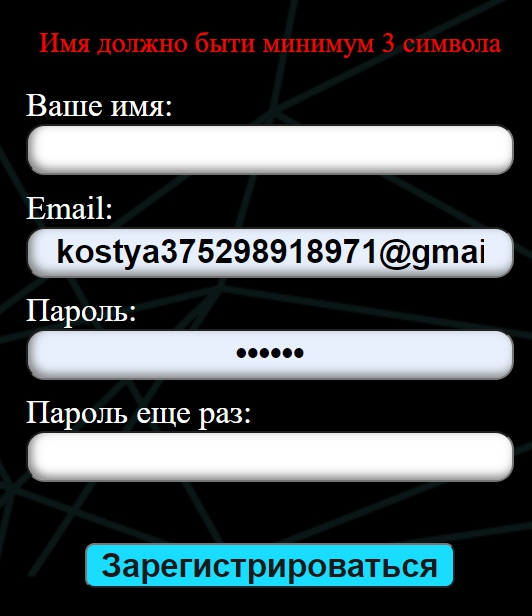 Имя должно быти минимум 3 символа
Ваше имя:
Email:
kostya375298918971@gmai
Пароль:
••••••
Пароль еще раз:
Зарегистрироваться